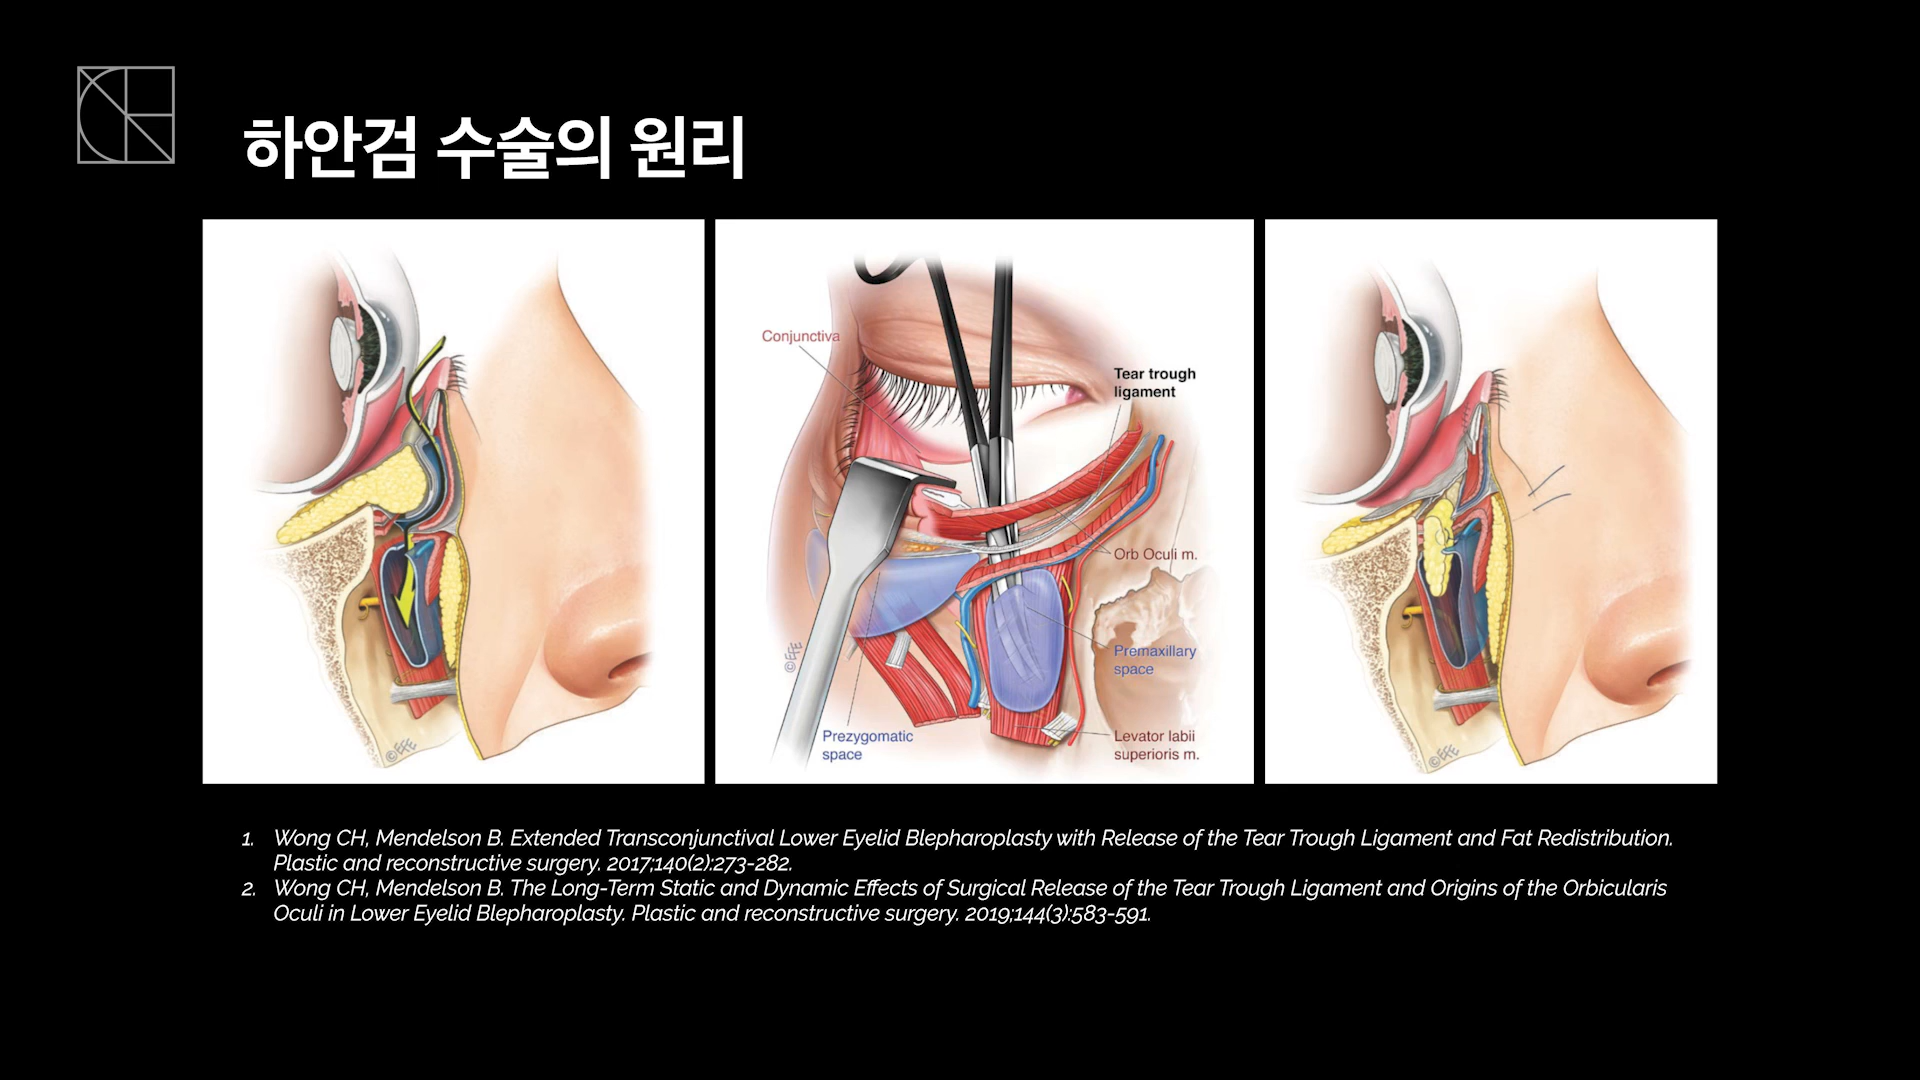 하안검 수술의 원리
Conjunctiva
Tear trough
ligament
Orb Oculi m.
Premaxillary
space
Prezygomatic
space
Levator labii
superioris m.
©EFE
©EFE
©EFE
1. Wong CH, Mendelson B. Extended Transconjunctival Lower Eyelid Blepharoplasty with Release of the Tear Trough Ligament and Fat Redistribution.
Plastic and reconstructive surgery. 2017;140(2):273-282.
2. Wong CH, Mendelson B. The Long-Term Static and Dynamic Effects of Surgical Release of the Tear Trough Ligament and Origins of the Orbicularis
Oculi in Lower Eyelid Blepharoplasty. Plastic and reconstructive surgery. 2019;144(3):583-591.